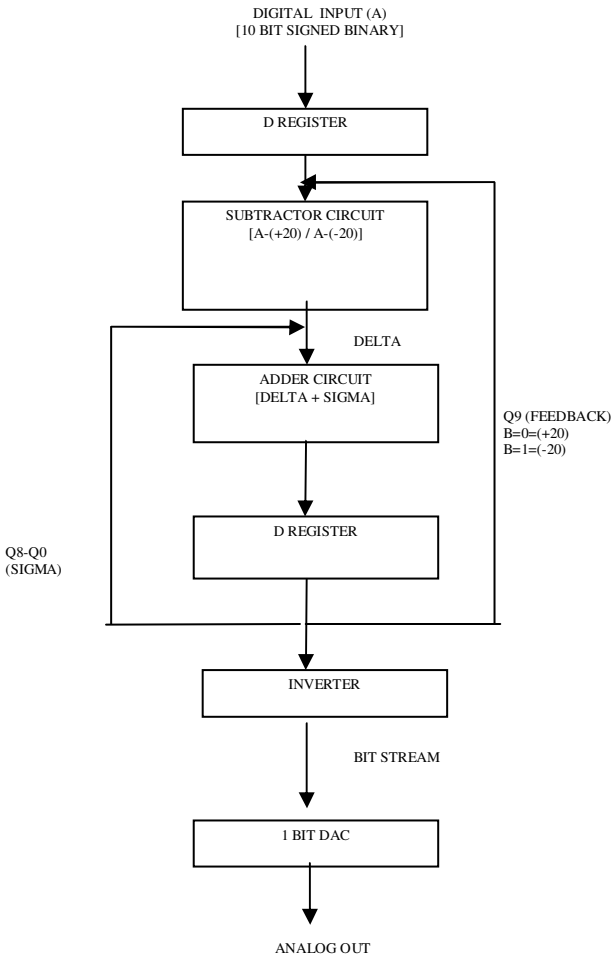 DIGITAL INPUT (A)
[10 BIT SIGNED BINARY]
D REGISTER
SUBTRACTOR CIRCUIT
[A-(+20) / A-(-20)]
DELTA
ADDER CIRCUIT
[DELTA + SIGMA]
Q9 (FEEDBACK)
B=0=(+20)
B=1=(-20)
D REGISTER
Q8-Q0
(SIGMA)
INVERTER
BIT STREAM
1 BIT DAC
ANALOG OUT